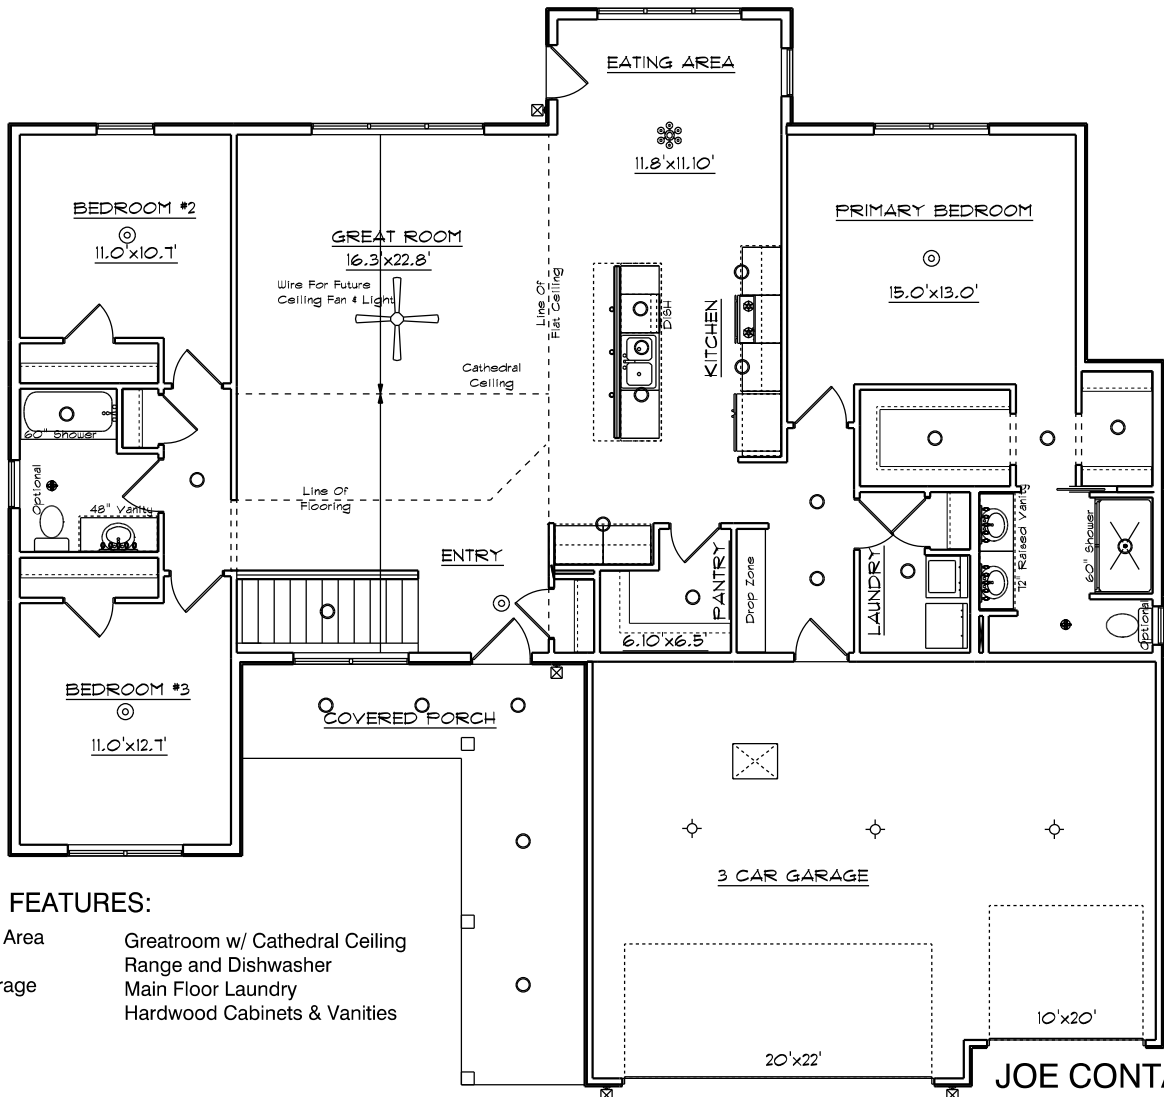 EATING AREA
11.8'x11.10'
BEDROOM #2
11.0'x10.7'
GREAT ROOM
16.3'x22.8'
Wire For Future
Ceiling Fan & Light
Line Of
Flat Ceiling
DISH
KITCHEN
PRIMARY BEDROOM
15.0'x13.0'
Cathedral
Ceiling
60" Shower
Optional
48" Vanity
Line Of
Flooring
ENTRY
PANTRY
6.10'x6.5'
Drop Zone
LAUNDRY
72" Raised Vanity
60" Shower
Optional
BEDROOM #3
11.0'x12.7'
COVERED PORCH
3 CAR GARAGE
20'x22'
10'x20'
FEATURES:
Area
rage
Greatroom w/ Cathedral Ceiling
Range and Dishwasher
Main Floor Laundry
Hardwood Cabinets & Vanities
JOE CONTA